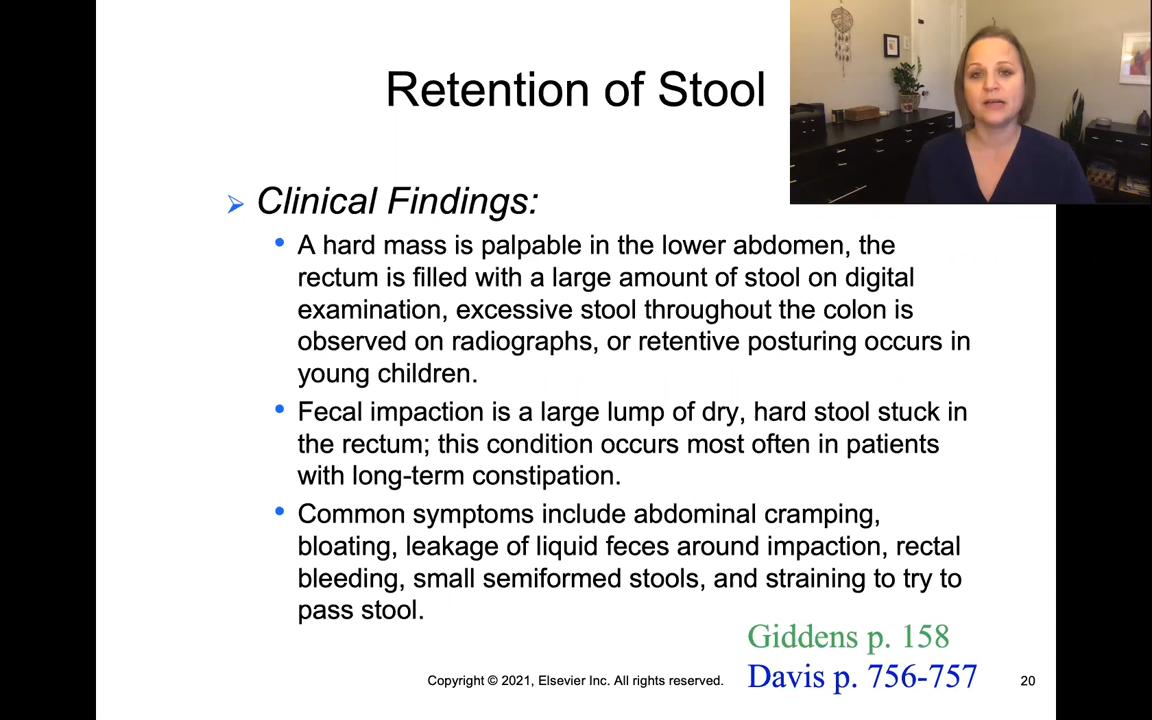 Retention of Stool
Clinical Findings:
A hard mass is palpable in the lower abdomen, the
rectum is filled with a large amount of stool on digital
examination, excessive stool throughout the colon is
observed on radiographs, or retentive posturing occurs in
young children.
Fecal impaction is a large lump of dry, hard stool stuck in
the rectum; this condition occurs most often in patients
with long-term constipation.
Common symptoms include abdominal cramping,
bloating, leakage of liquid feces around impaction, rectal
bleeding, small semiformed stools, and straining to try to
pass stool.
Giddens p. 158
Davis p. 756-757
Copyright © 2021, Elsevier Inc. All rights reserved.
20